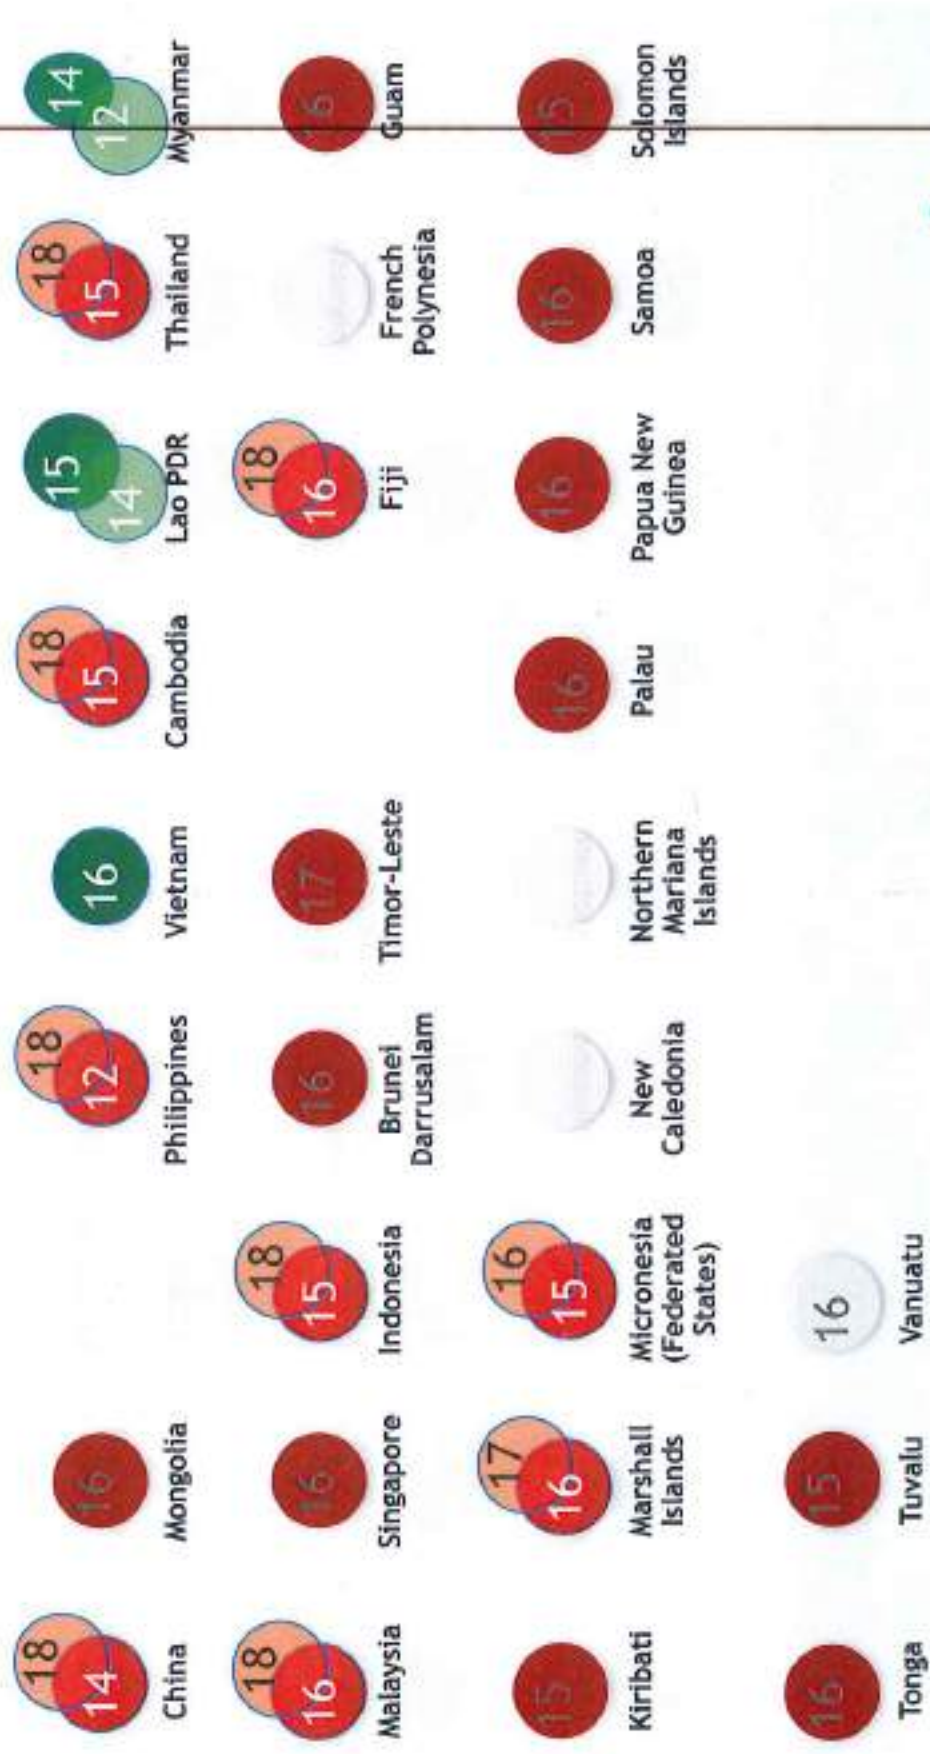 18
14
China
16
Mongolia
18
12
Philippines
16
Vietnam
18
15
Cambodia
15
14
Lao PDR
18
15
Thailand
14
12
Myanmar
18
16
Malaysia
16
Singapore
18
15
Indonesia
16
Brunei
Darrusalam
17
Timor-Leste
18
16
Fiji
French
Polynesia
16
Guam
15
Kiribati
17
16
Marshall
Islands
16
15
Micronesia
(Federated
States)
New
Caledonia
Northern
Mariana
Islands
16
Palau
16
Papua New
Guinea
16
Samoa
15
Solomon
Islands
16
Tonga
15
Tuvalu
16
Vanuatu